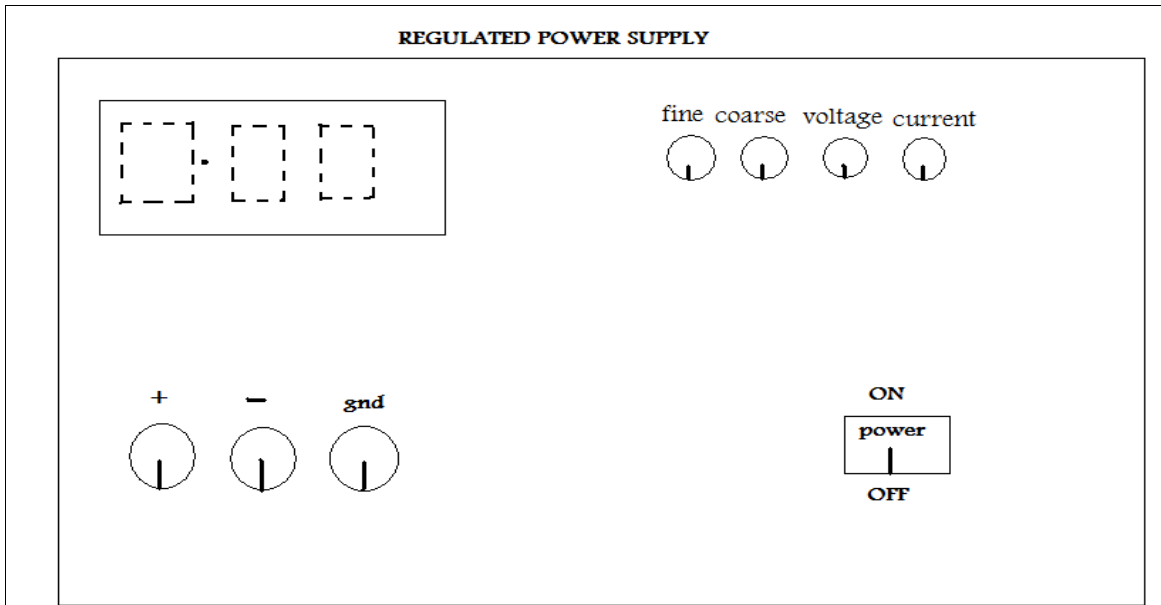 REGULATED POWER SUPPLY
fine coarse voltage current
+ - gnd
ON
power
OFF